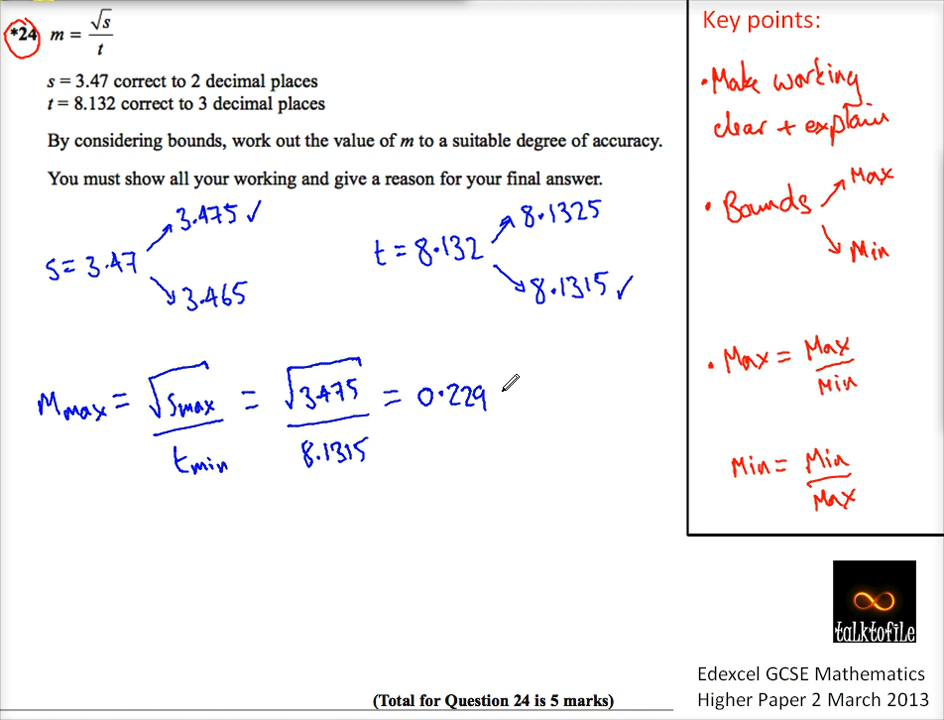 *24 m = √s / t
s = 3.47 correct to 2 decimal places
t = 8.132 correct to 3 decimal places
By considering bounds, work out the value of m to a suitable degree of accuracy.
You must show all your working and give a reason for your final answer.
s = 3.47
3.475 ✓
3.465
t = 8.132
8.1325
8.1315 ✓
Mmax = √smax / tmin = √3.475 / 8.1315 = 0.229
(Total for Question 24 is 5 marks)
Key points:
• Make working
clear + explain
• Bounds
Max
Min
• Max = Max / Min
Min = Min / Max
talktofile
Edexcel GCSE Mathematics
Higher Paper 2 March 2013